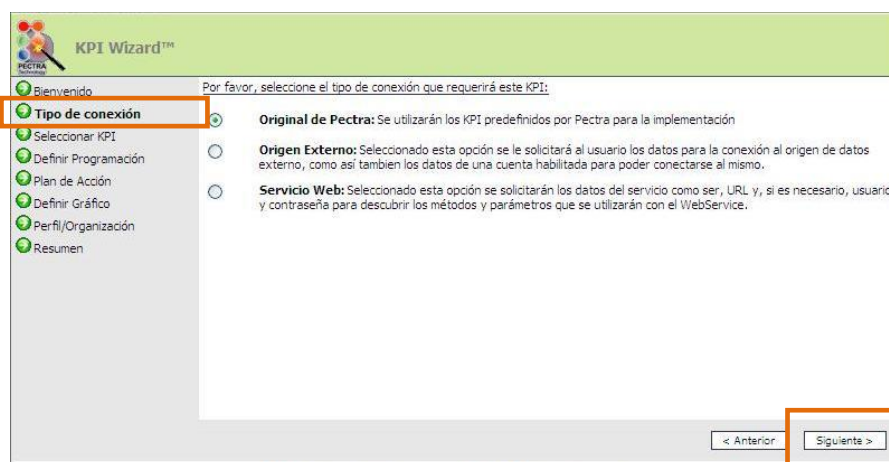 KPI Wizard™
PECTRA
Technology
Bienvenido
Tipo de conexión
Seleccionar KPI
Definir Programación
Plan de Acción
Definir Gráfico
Perfil/Organización
Resumen
Por favor, seleccione el tipo de conexión que requerirá este KPI:
Original de Pectra: Se utilizarán los KPI predefinidos por Pectra para la implementación
Origen Externo: Seleccionado esta opción se le solicitará al usuario los datos para la conexión al origen de datos
externo, como así tambien los datos de una cuenta habilitada para poder conectarse al mismo.
Servicio Web: Seleccionado esta opción se solicitarán los datos del servicio como ser, URL y, si es necesario, usuario
y contraseña para descubrir los métodos y parámetros que se utilizarán con el WebService.
< Anterior
Siguiente >